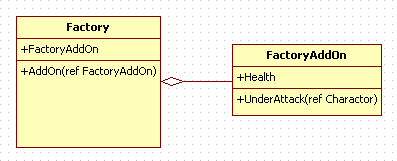 Factory
+FactoryAddOn
+AddOn(ref FactoryAddOn)
FactoryAddOn
+Health
+UnderAttack(ref Charactor)